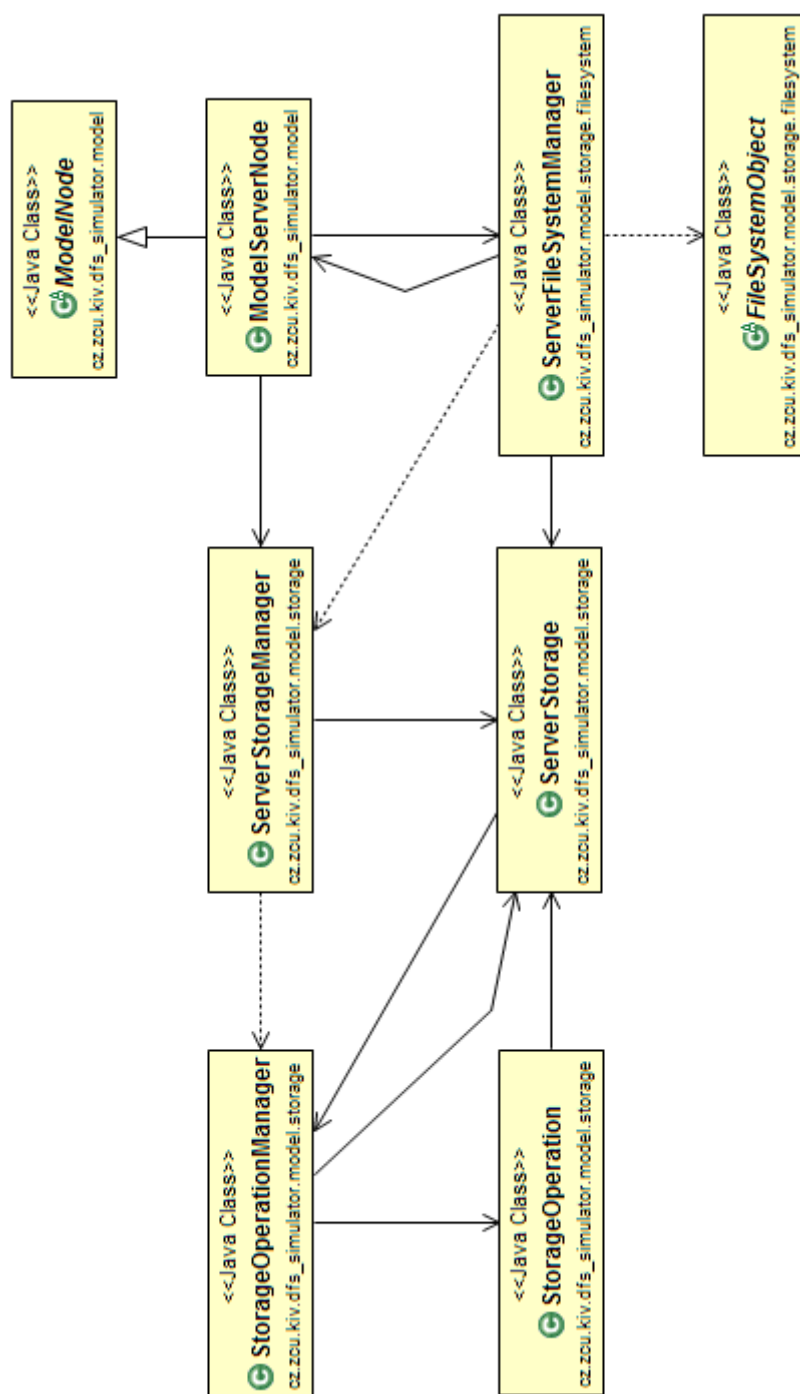 <<Java Class>>
ModelNode
cz.zcu.kiv.dfs_simulator.model
<<Java Class>>
StorageOperationManager
cz.zcu.kiv.dfs_simulator.model.storage
<<Java Class>>
ServerStorageManager
cz.zcu.kiv.dfs_simulator.model.storage
<<Java Class>>
ModelServerNode
cz.zcu.kiv.dfs_simulator.model
<<Java Class>>
StorageOperation
cz.zcu.kiv.dfs_simulator.model.storage
<<Java Class>>
ServerStorage
cz.zcu.kiv.dfs_simulator.model.storage
<<Java Class>>
ServerFileSystemManager
cz.zcu.kiv.dfs_simulator.model.storage.filesystem
<<Java Class>>
FileSystemObject
cz.zcu.kiv.dfs_simulator.model.storage.filesystem